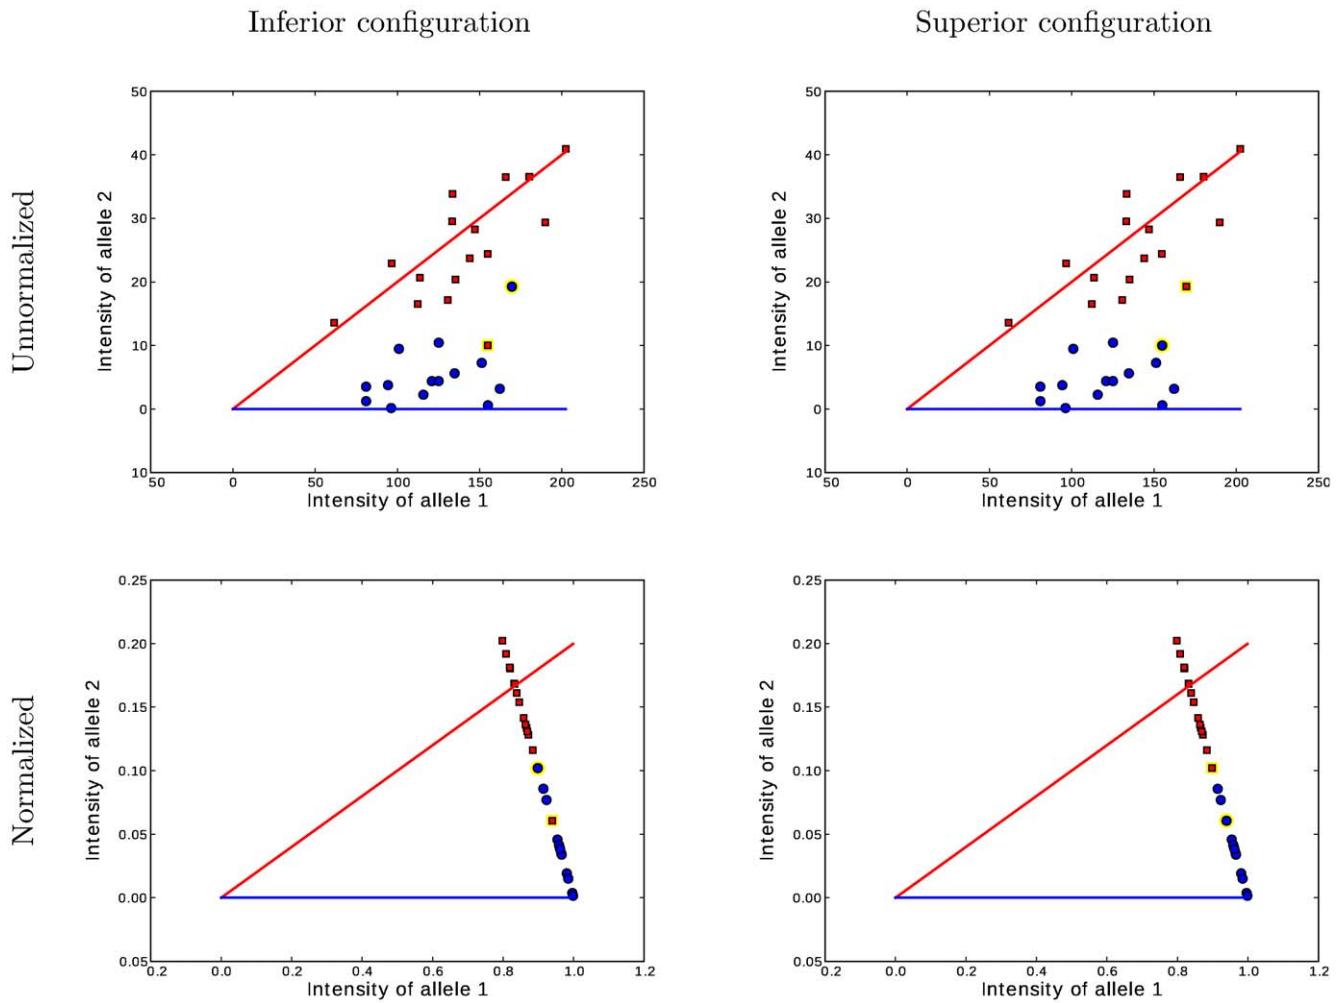 Inferior configuration
Superior configuration
Unnormalized
Intensity of allele 2
50
40
30
20
10
0
10
50 0 50 100 150 200 250
Intensity of allele 1
Intensity of allele 2
50
40
30
20
10
0
10
50 0 50 100 150 200 250
Intensity of allele 1
Normalized
Intensity of allele 2
0.25
0.20
0.15
0.10
0.05
0.00
0.05
0.2 0.0 0.2 0.4 0.6 0.8 1.0 1.2
Intensity of allele 1
Intensity of allele 2
0.25
0.20
0.15
0.10
0.05
0.00
0.05
0.2 0.0 0.2 0.4 0.6 0.8 1.0 1.2
Intensity of allele 1